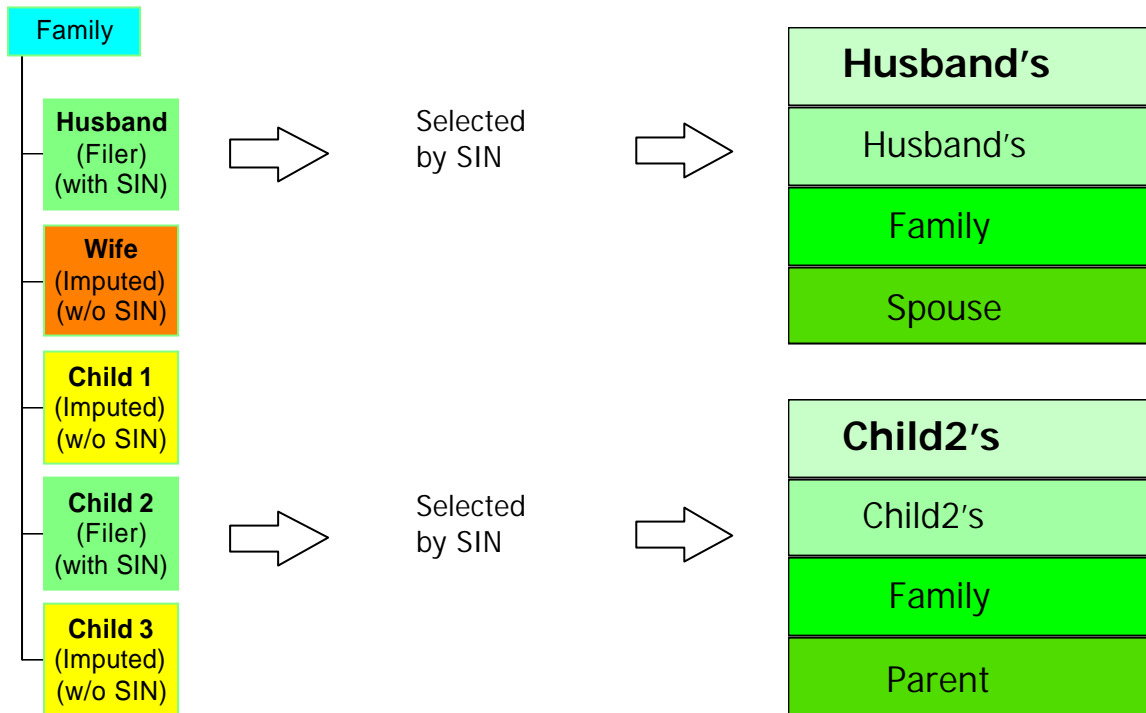 Family
Husband
(Filer)
(with SIN)
Selected
by SIN
Husband's
Husband's
Family
Spouse
Wife
(Imputed)
(w/o SIN)
Child 1
(Imputed)
(w/o SIN)
Child 2
(Filer)
(with SIN)
Selected
by SIN
Child2's
Child2's
Family
Parent
Child 3
(Imputed)
(w/o SIN)